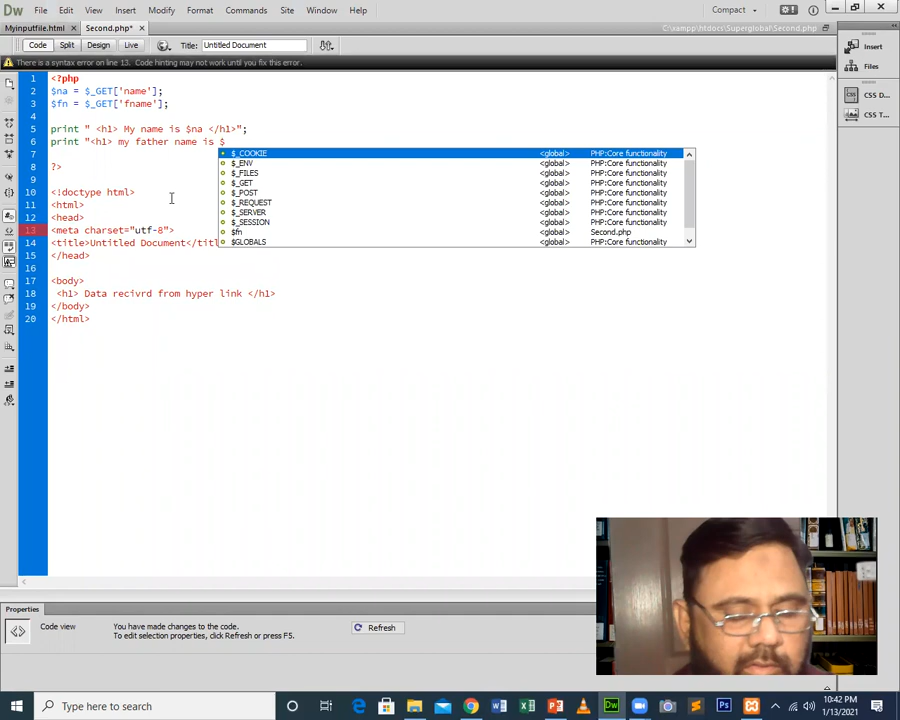 Dw File Edit View Insert Modify Format Commands Site Window Help Compact
Myinputfile.html Second.php* C:\xampp\htdocs\Superglobal\Second.php
Code Split Design Live Title: Untitled Document
There is a syntax error on line 13. Code hinting may not work until you fix this error.
Insert
Files
CSS D...
CSS T...
1 <?php
2 $na = $_GET['name'];
3 $fn = $_GET['fname'];
4
5 print " <h1> My name is $na </h1>";
6 print "<h1> my father name is $
7
8 ?>
9
10 <!doctype html>
11 <html>
12 <head>
13 <meta charset="utf-8">
14 <title>Untitled Document</titl
15 </head>
16
17 <body>
18 <h1> Data recivrd from hyper link </h1>
19 </body>
20 </html>
$_COOKIE <global> PHP:Core functionality
$_ENV <global> PHP:Core functionality
$_FILES <global> PHP:Core functionality
$_GET <global> PHP:Core functionality
$_POST <global> PHP:Core functionality
$_REQUEST <global> PHP:Core functionality
$_SERVER <global> PHP:Core functionality
$_SESSION <global> PHP:Core functionality
$fn <global> Second.php
$GLOBALS <global> PHP:Core functionality
Properties
Code view
You have made changes to the code.
To edit selection properties, click Refresh or press F5.
Refresh
Type here to search
Dw
Ps
10:42 PM
1/13/2021